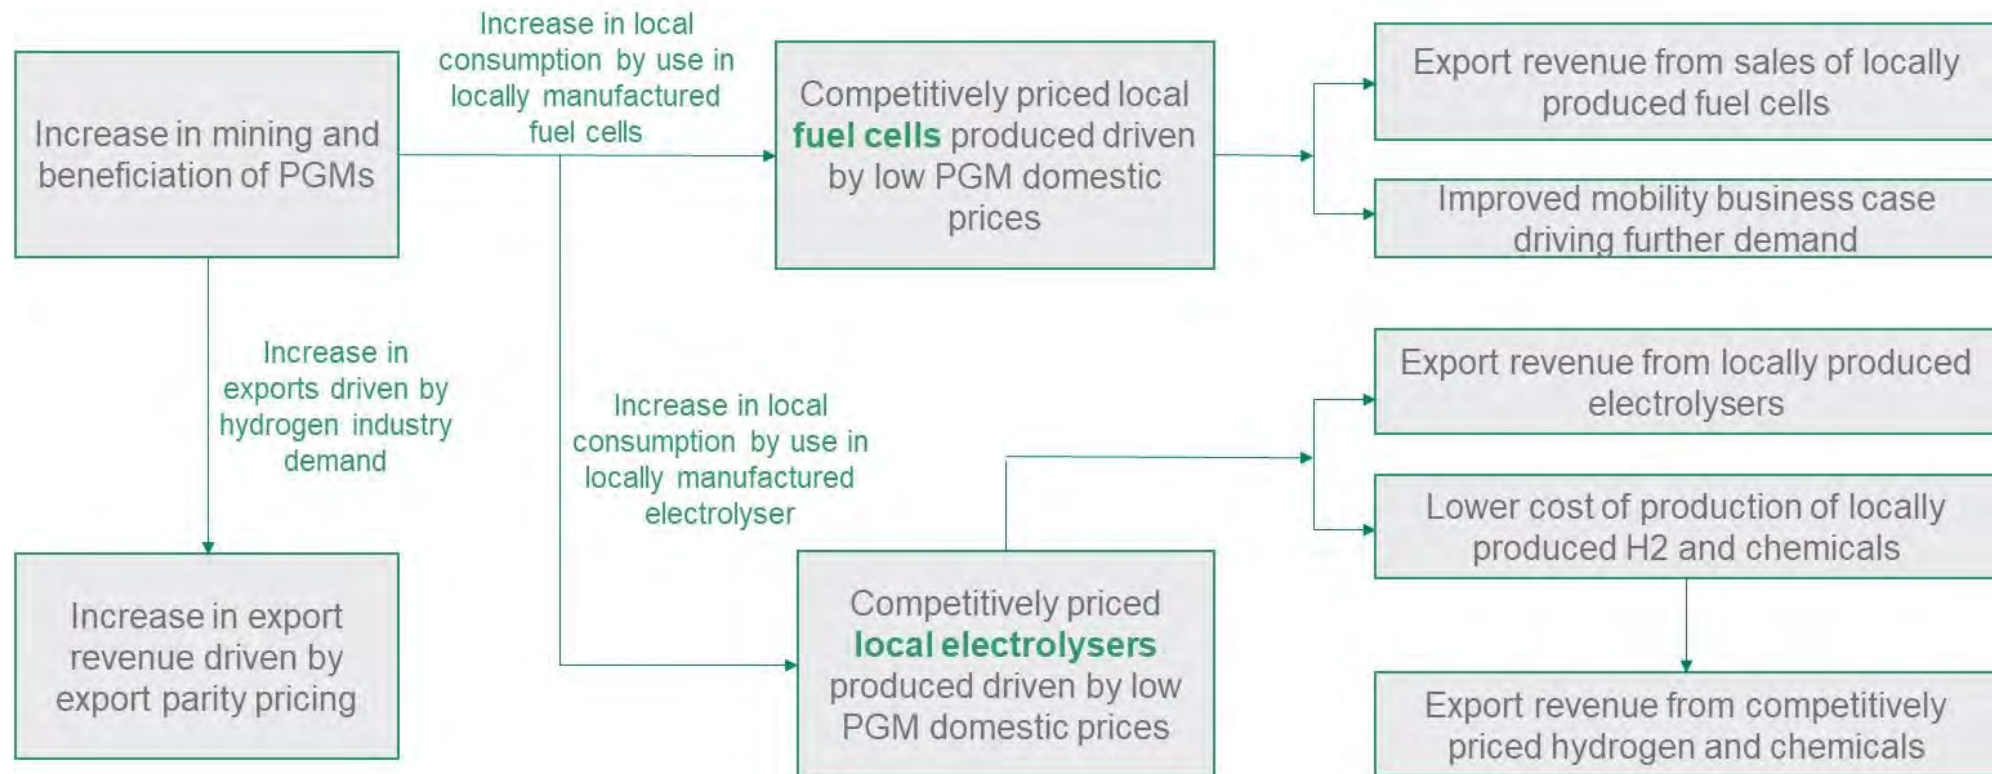 Increase in mining and
beneficiation of PGMs
Increase in local
consumption by use in
locally manufactured
fuel cells
Competitively priced local
fuel cells produced driven
by low PGM domestic
prices
Export revenue from sales of locally
produced fuel cells
Improved mobility business case
driving further demand
Increase in
exports driven by
hydrogen industry
demand
Increase in local
consumption by use in
locally manufactured
electrolyser
Export revenue from locally produced
electrolysers
Lower cost of production of locally
produced H2 and chemicals
Increase in export
revenue driven by
export parity pricing
Competitively priced
local electrolysers
produced driven by low
PGM domestic prices
Export revenue from competitively
priced hydrogen and chemicals